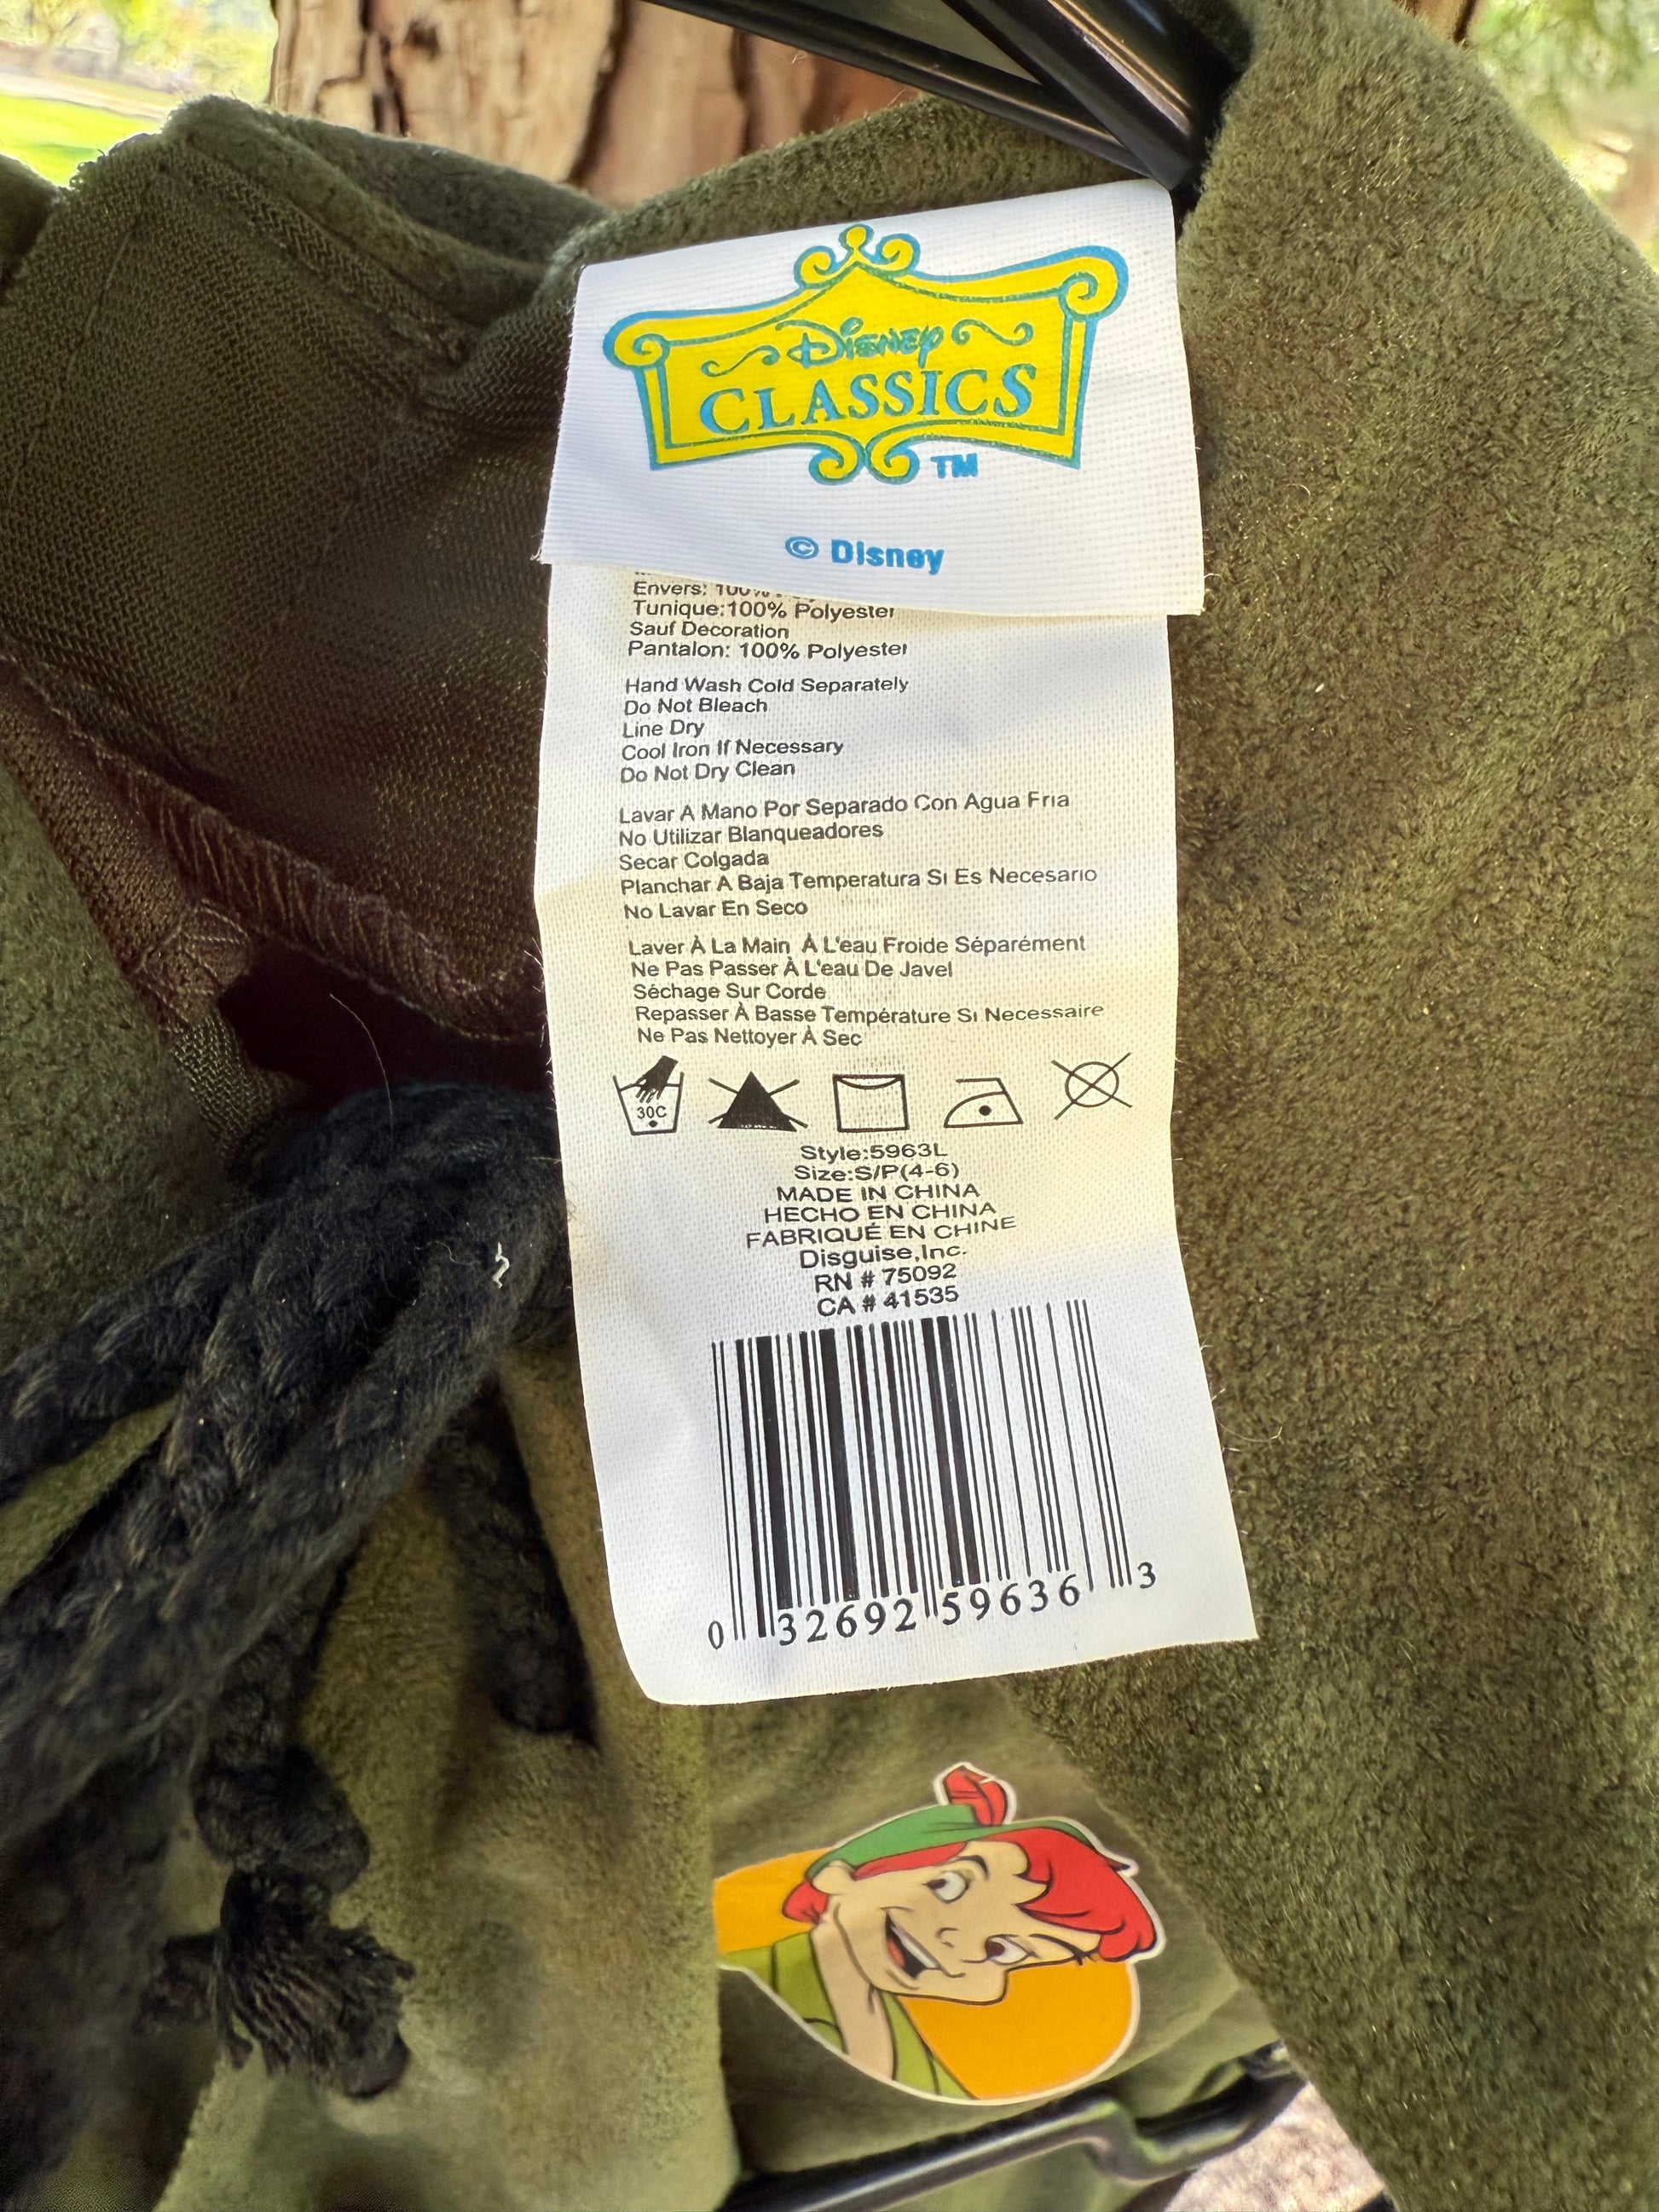 Disney
CLASSICS
TM
© Disney
Envers: 100%
Tunique:100% Polyester
Sauf Decoration
Pantalon: 100% Polyester
Hand Wash Cold Separately
Do Not Bleach
Line Dry
Cool Iron If Necessary
Do Not Dry Clean
Lavar A Mano Por Separado Con Agua Fria
No Utilizar Blanqueadores
Secar Colgada
Planchar A Baja Temperatura Si Es Necesario
No Lavar En Seco
Laver À La Main À L'eau Froide Séparément
Ne Pas Passer À L'eau De Javel
Séchage Sur Corde
Repasser À Basse Température Si Necessaire
Ne Pas Nettoyer À Sec
30C
Style:5963L
Size:S/P(4-6)
MADE IN CHINA
HECHO EN CHINA
FABRIQUÉ EN CHINE
Disguise,Inc.
RN # 75092
CA # 41535
0 32692 59636 3